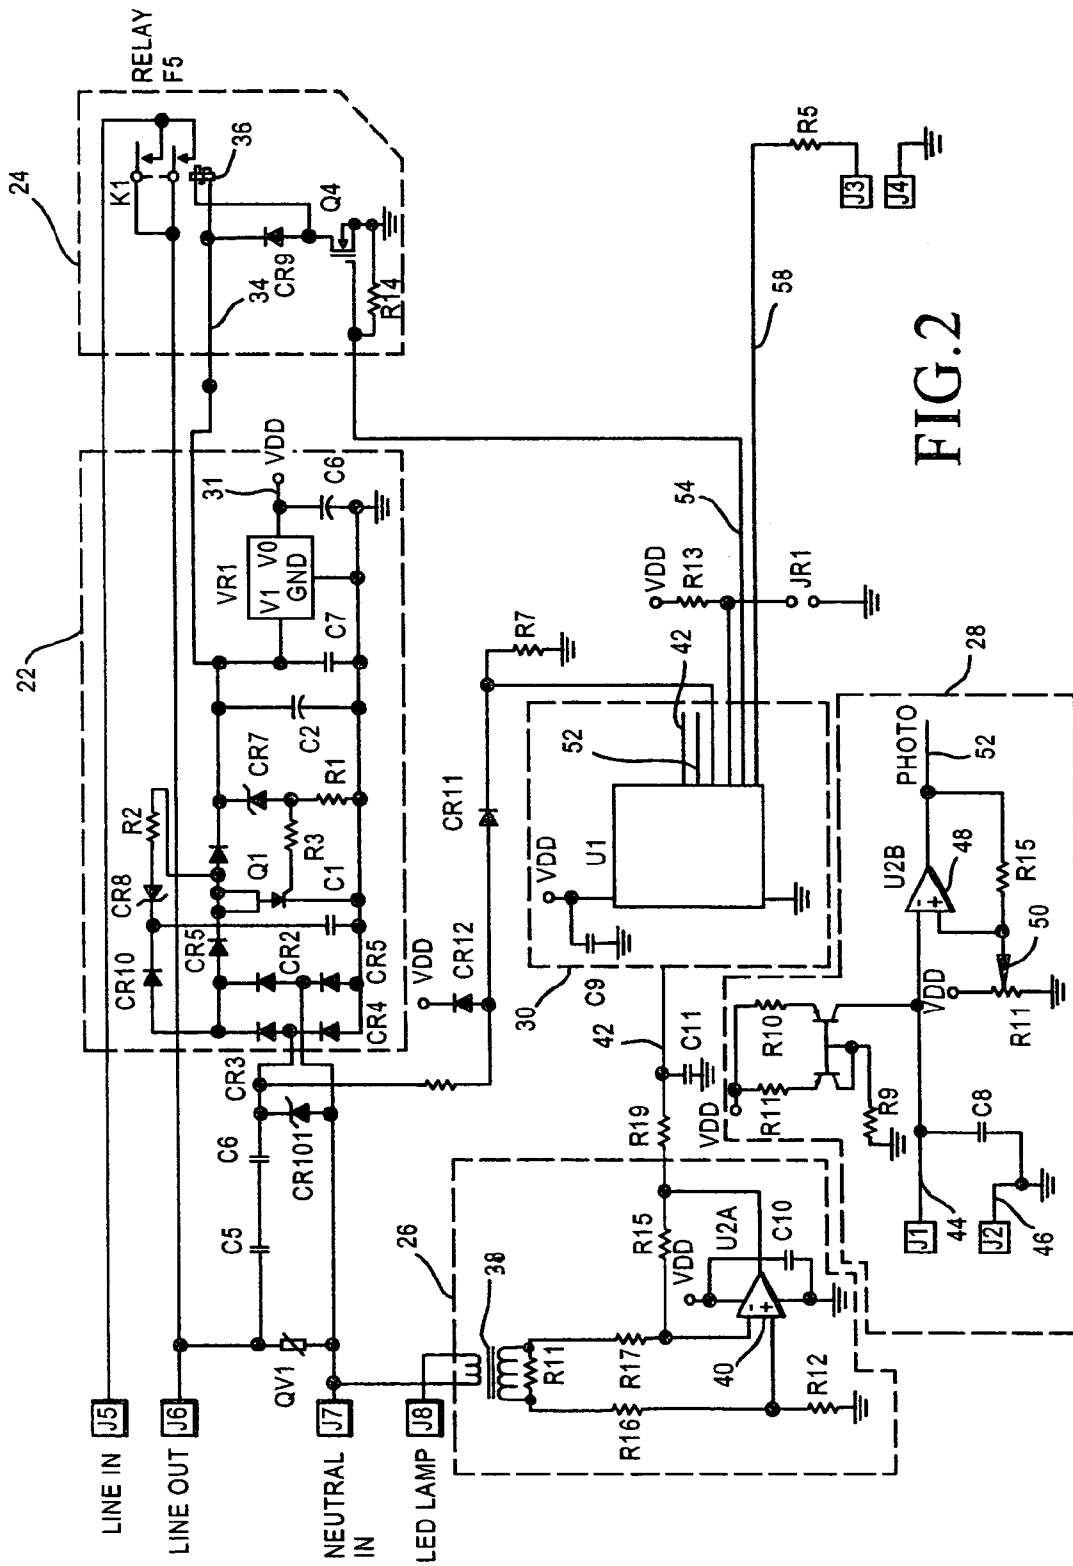 LINE IN
J5
LINE OUT
J6
NEUTRAL
IN
J7
LED LAMP
J8
QV1
C5
C6
CR101
CR3
22
CR10
CR8
R2
CR5
Q1
CR7
CR2
R3
R1
C1
C2
C7
CR4
CR5
VR1
V1
V0
GND
31
VDD
C6
24
RELAY
F5
K1
36
34
CR9
Q4
R14
26
38
R11
R17
R16
R15
VDD
U2A
C10
40
R12
R19
42
C11
VDD
CR12
CR11
R7
30
VDD
C9
U1
52
42
VDD
R13
JR1
54
58
R5
J3
J4
28
VDD
R11
R10
R9
J1
44
J2
46
C8
U2B
48
PHOTO
52
R15
50
VDD
R11
FIG.2